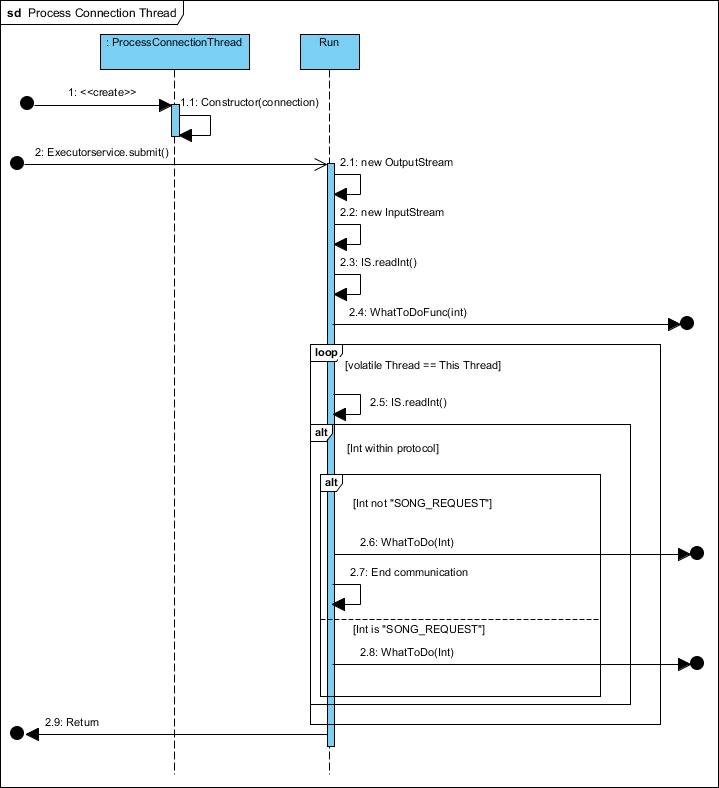 sd Process Connection Thread
: ProcessConnectionThread
Run
1: <<create>>
1.1: Constructor(connection)
2: Executorservice.submit()
2.1: new OutputStream
2.2: new InputStream
2.3: IS.readInt()
2.4: WhatToDoFunc(int)
loop
[volatile Thread == This Thread]
2.5: IS.readInt()
alt
[Int within protocol]
alt
[Int not "SONG_REQUEST"]
2.6: WhatToDo(Int)
2.7: End communication
[Int is "SONG_REQUEST"]
2.8: WhatToDo(Int)
2.9: Return